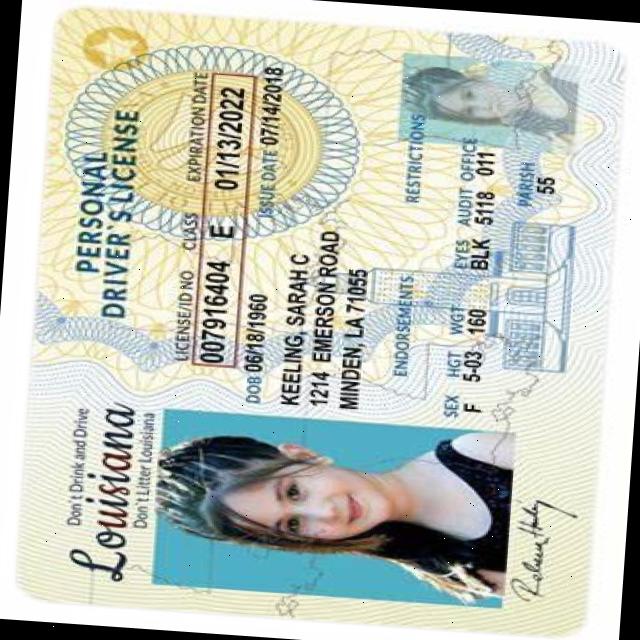 Don't Drink and Drive
Louisiana
Don't Litter Louisiana
PERSONAL
DRIVER'S LICENSE
LICENSE/ID NO CLASS EXPIRATION DATE
007916404 E 01/13/2022
DOB 06/18/1960 ISSUE DATE 07/14/2018
KEELING, SARAH C
1214 EMERSON ROAD
MINDEN, LA 71055
ENDORSEMENTS RESTRICTIONS
SEX HGT WGT EYES AUDIT OFFICE
F 5-03 160 BLK 5118 011
PARISH
55